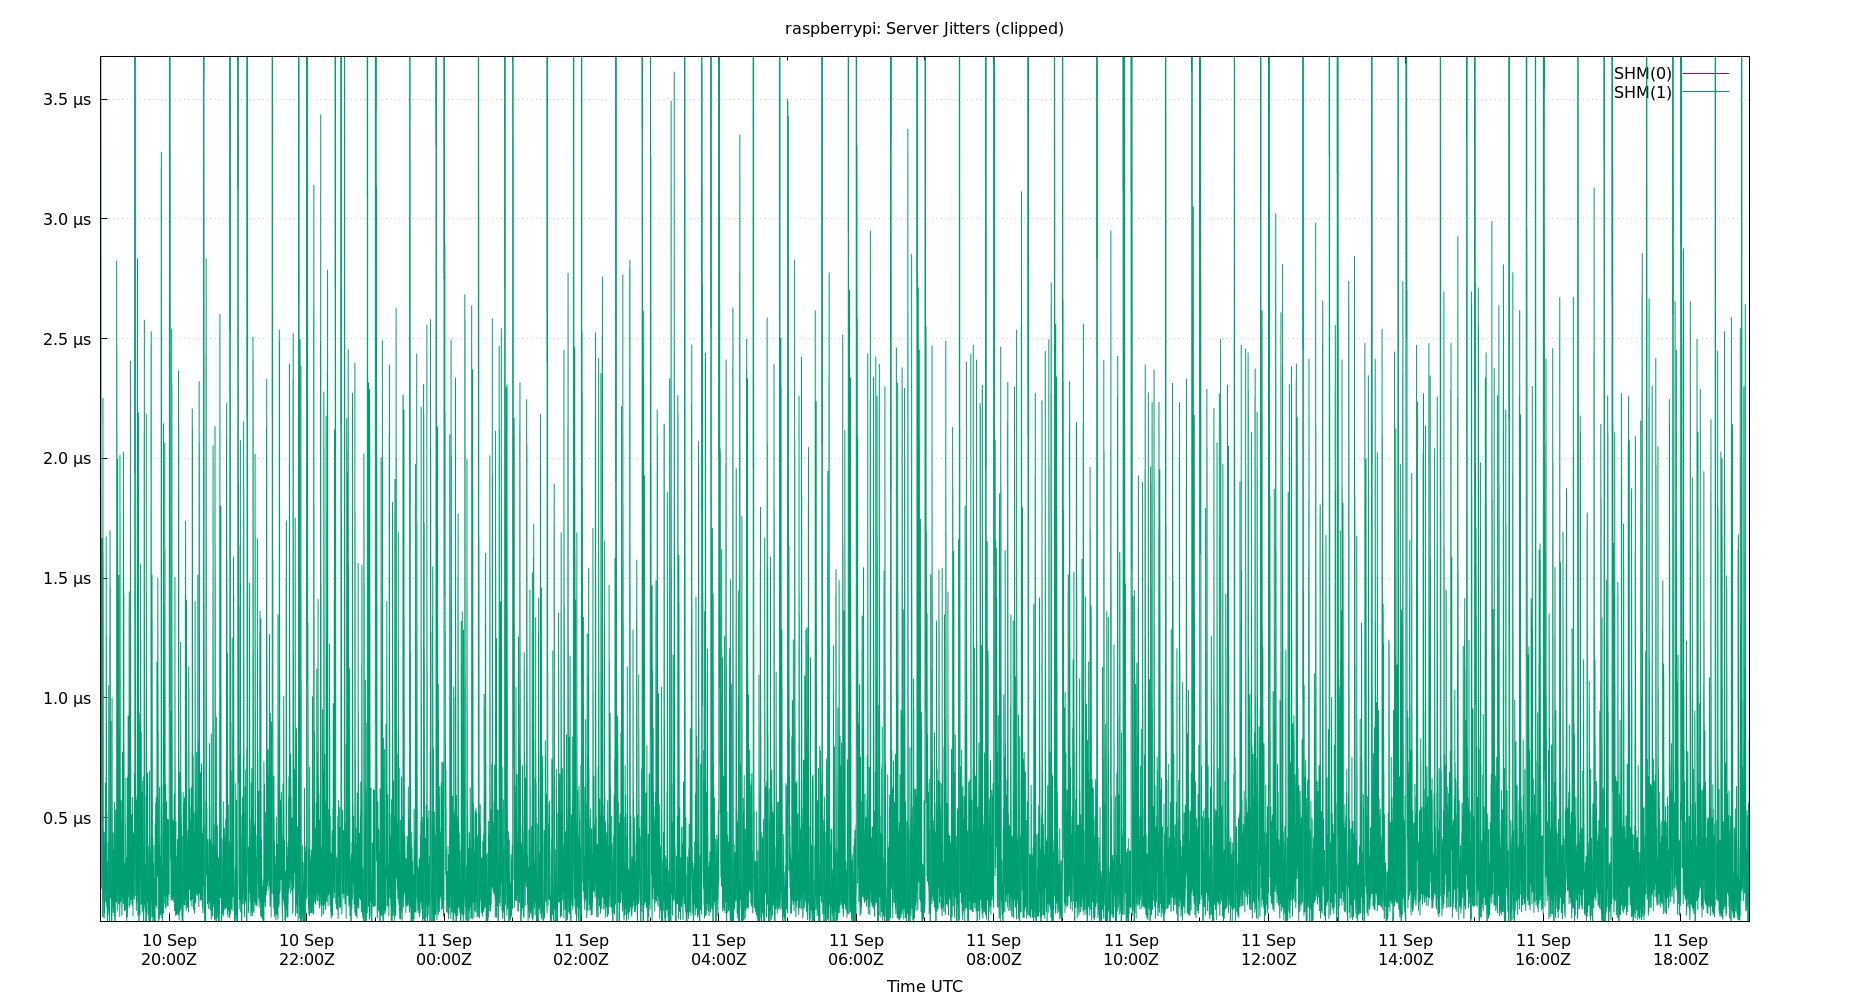 raspberrypi: Server Jitters (clipped)
SHM(0)
SHM(1)
3.5 µs
3.0 µs
2.5 µs
2.0 µs
1.5 µs
1.0 µs
0.5 µs
10 Sep 10 Sep 11 Sep 11 Sep 11 Sep 11 Sep 11 Sep 11 Sep 11 Sep 11 Sep 11 Sep 11 Sep
20:00Z 22:00Z 00:00Z 02:00Z 04:00Z 06:00Z 08:00Z 10:00Z 12:00Z 14:00Z 16:00Z 18:00Z
Time UTC